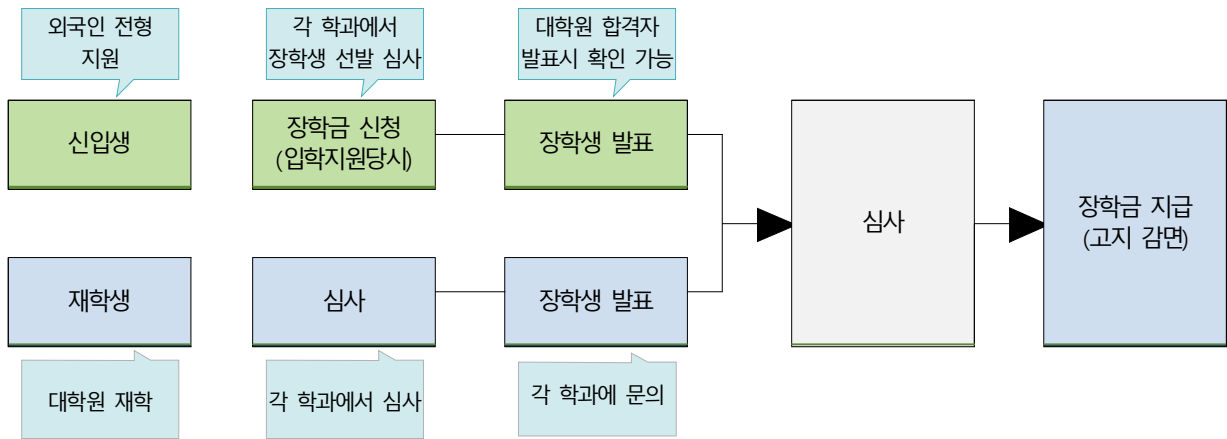 외국인 전형
지원
각 학과에서
장학생 선발 심사
대학원 합격자
발표시 확인 가능
신입생
장학금 신청
(입학지원당시)
장학생 발표
심사
장학금 지급
(고지 감면)
재학생
심사
장학생 발표
대학원 재학
각 학과에서 심사
각 학과에 문의